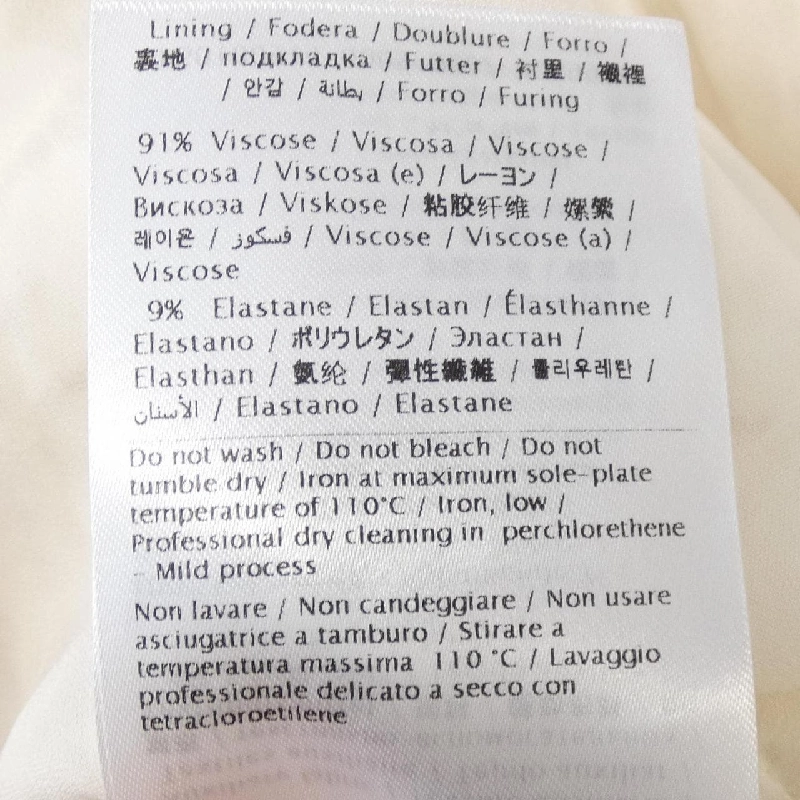 Lining / Fodera / Doublure / Forro /
裏地 / подкладка / Futter / 衬里 / 襯裡
/ 안감 / بطانة / Forro / Furing
91% Viscose / Viscosa / Viscose /
Viscosa / Viscosa (e) / レーヨン /
Вискоза / Viskose / 粘胶纤维 / 嫘縈 /
레이온 / فسكوز / Viscose / Viscose (a) /
Viscose
9% Elastane / Elastan / Élasthanne /
Elastano / ポリウレタン / Эластан /
Elasthan / 氨纶 / 彈性纖維 / 폴리우레탄 /
الأستان / Elastano / Elastane
Do not wash / Do not bleach / Do not
tumble dry / Iron at maximum sole-plate
temperature of 110°C / Iron, low /
Professional dry cleaning in perchlorethene
- Mild process
Non lavare / Non candeggiare / Non usare
asciugatrice a tamburo / Stirare a
temperatura massima 110 °C / Lavaggio
professionale delicato a secco con
tetracloroetilene